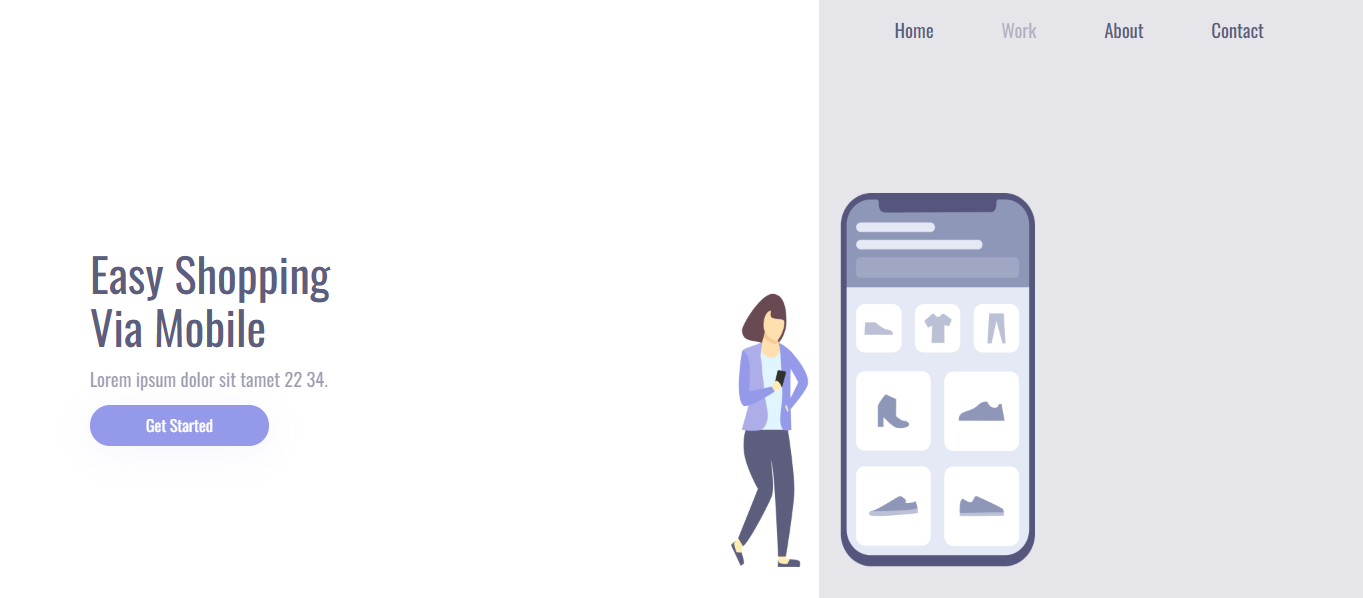 Home Work About Contact
Easy Shopping
Via Mobile
Lorem ipsum dolor sit tamet 22 34.
Get Started